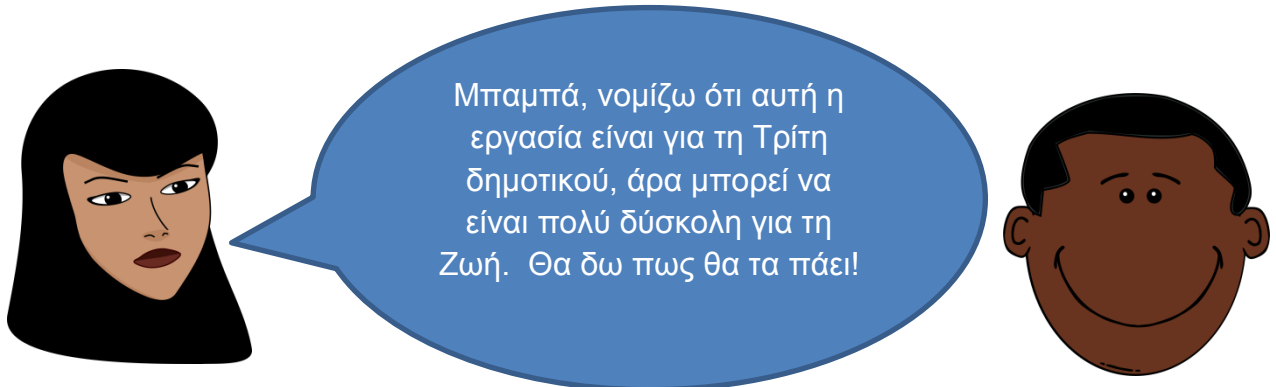 Μπαμπά, νομίζω ότι αυτή η
εργασία είναι για τη Τρίτη
δημοτικού, άρα μπορεί να
είναι πολύ δύσκολη για τη
Ζωή.  Θα δω πως θα τα πάει!